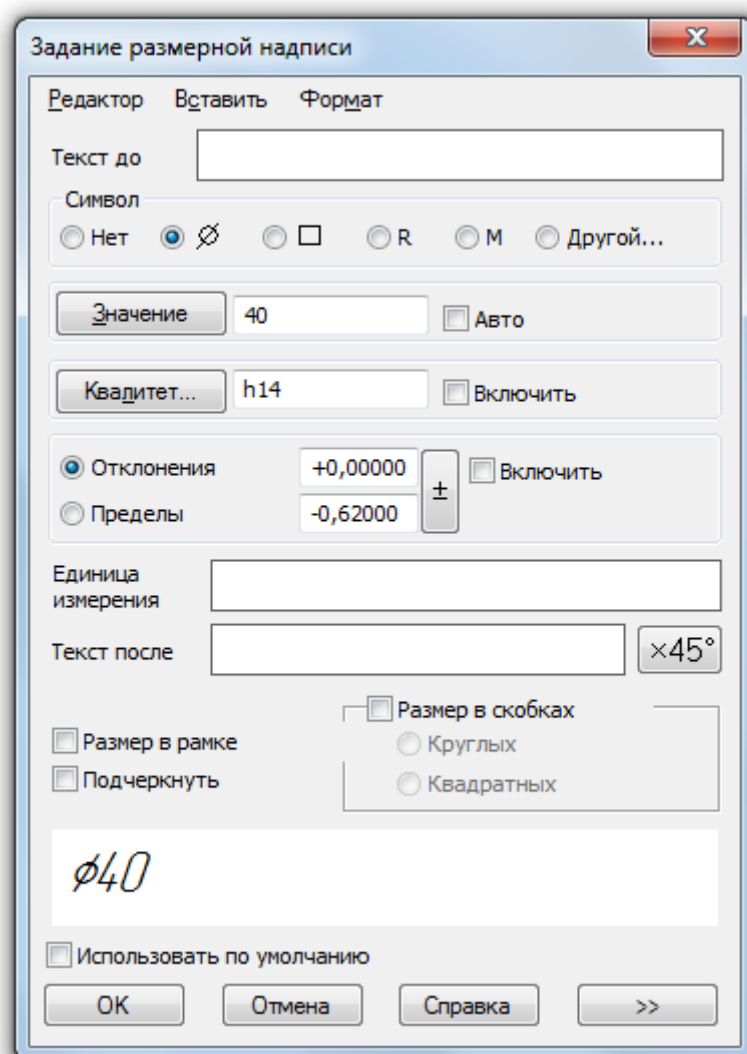 Задание размерной надписи
Редактор Вставить Формат
Текст до
Символ
Нет ∅ □ R М Другой...
Значение 40 Авто
Квалитет... h14 Включить
Отклонения +0,00000 ± Включить
Пределы -0,62000
Единица
измерения
Текст после ×45°
Размер в скобках
Размер в рамке Круглых
Подчеркнуть Квадратных
∅40
Использовать по умолчанию
ОК Отмена Справка >>